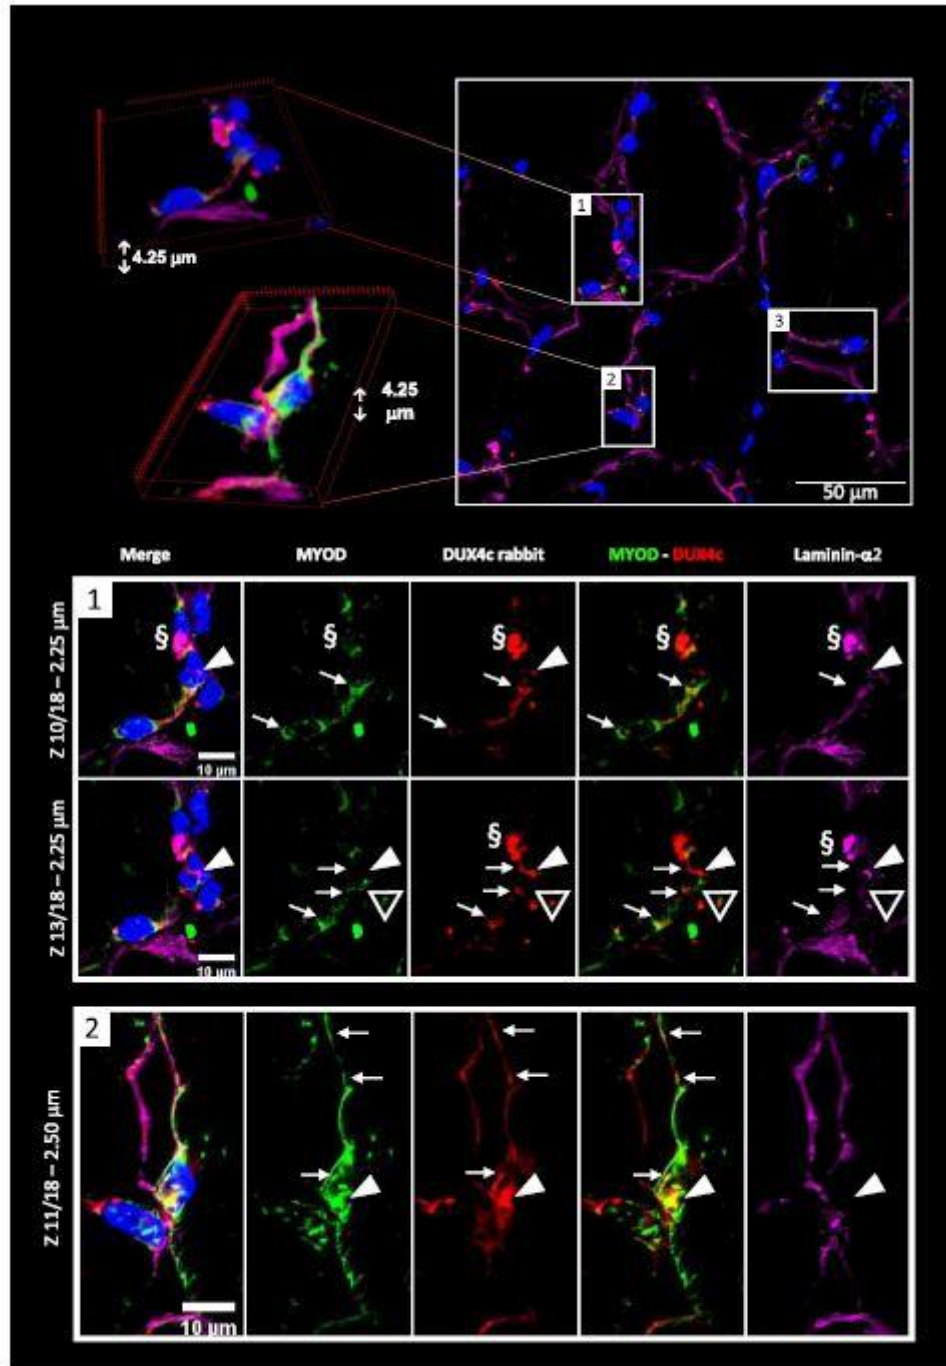 4.25 µm
4.25
µm
1
2
3
50 µm
Merge
MYOD
DUX4c rabbit
MYOD - DUX4c
Laminin-α2
Z 10/18 – 2.25 µm
1
§
§
§
§
§
10 µm
Z 13/18 – 2.25 µm
§
§
10 µm
Z 11/18 – 2.50 µm
2
10 µm